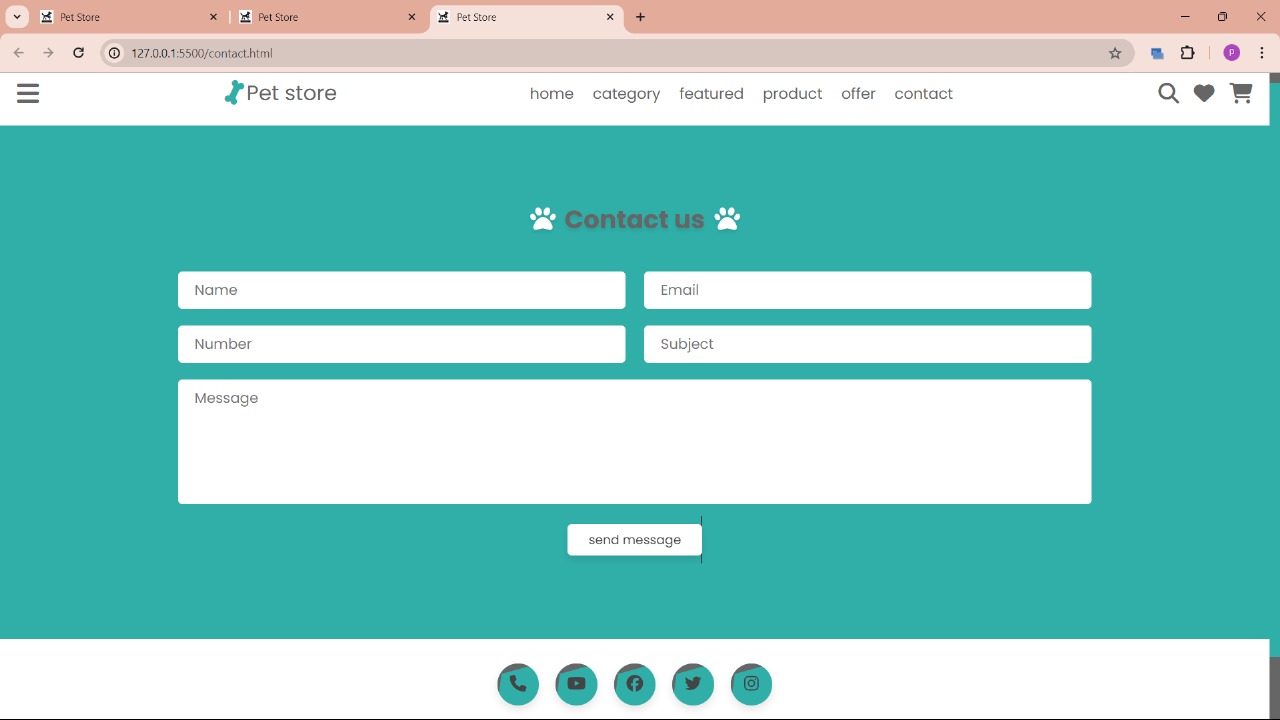 Pet Store
Pet Store
Pet Store
127.0.0.1:5500/contact.html
P
Pet store
home category featured product offer contact
Contact us
Name
Email
Number
Subject
Message
send message